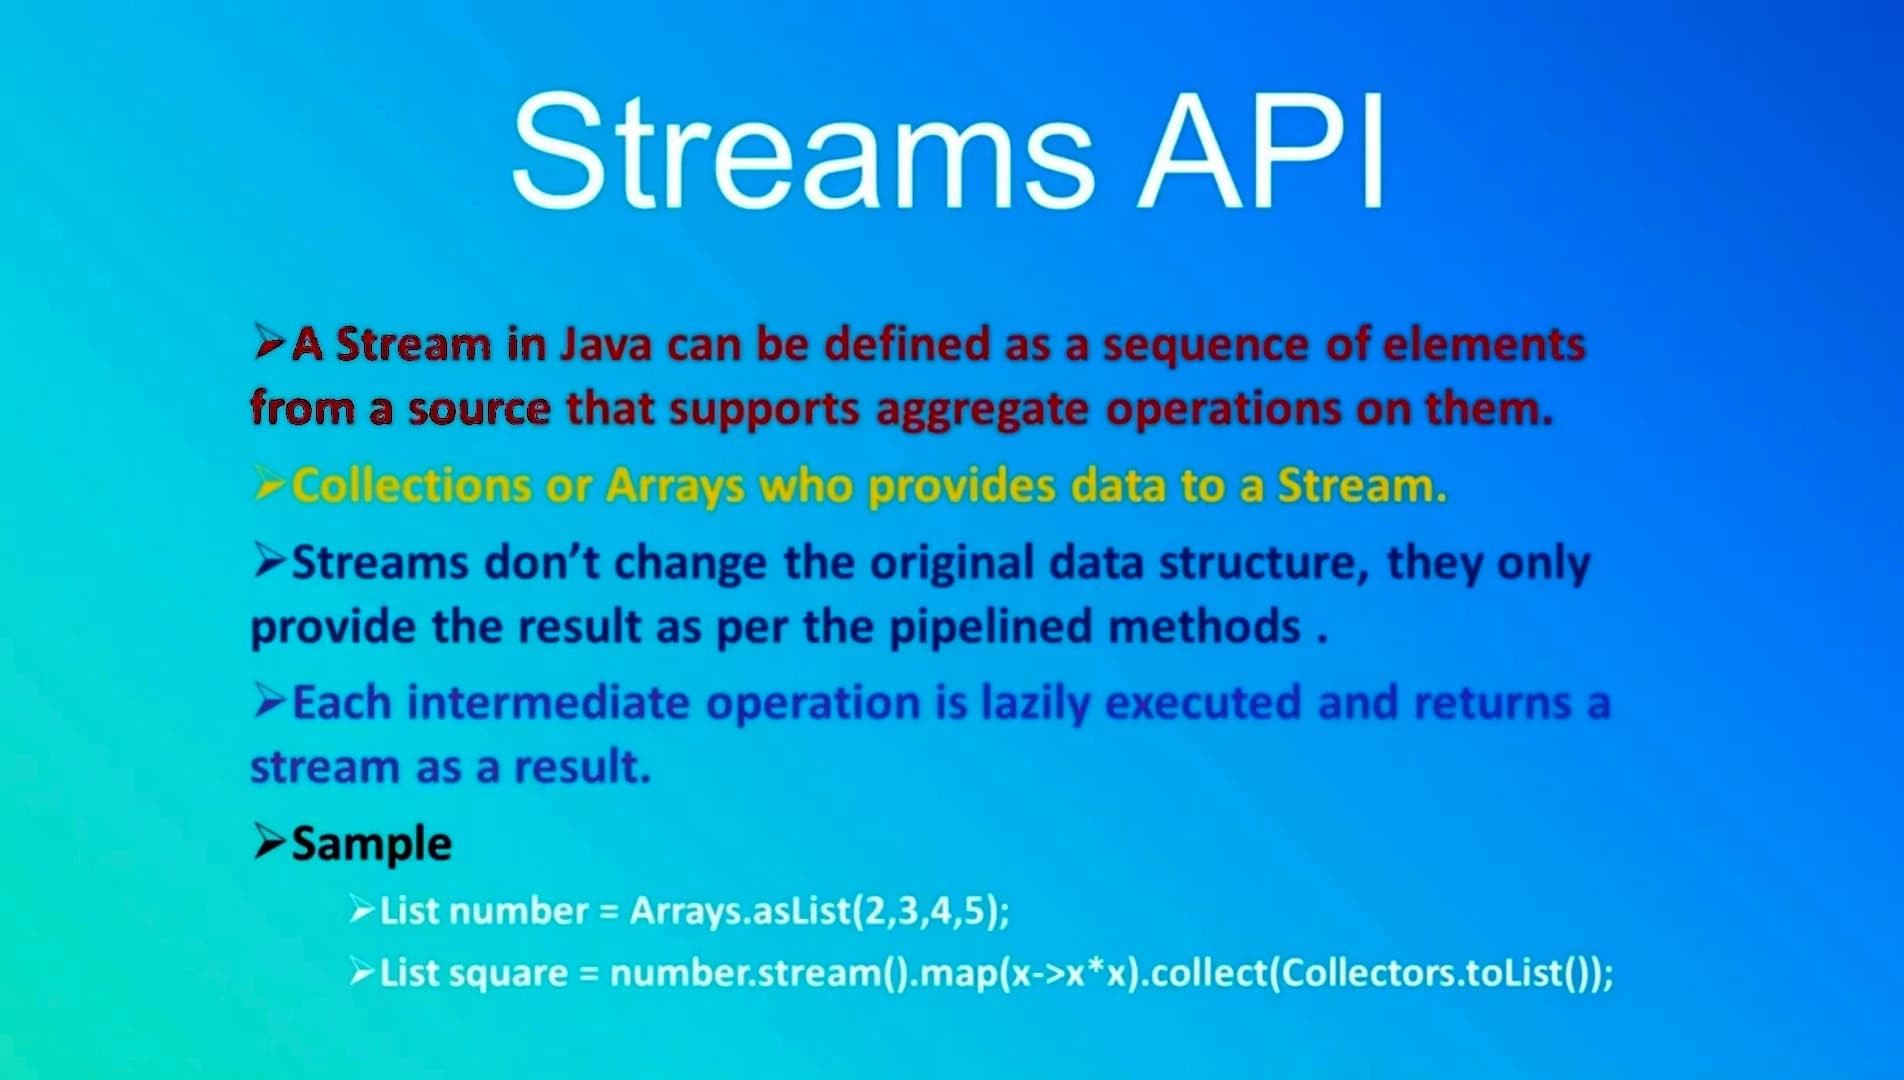 Streams API
➢A Stream in Java can be defined as a sequence of elements
from a source that supports aggregate operations on them.
➢Collections or Arrays who provides data to a Stream.
➢Streams don’t change the original data structure, they only
provide the result as per the pipelined methods .
➢Each intermediate operation is lazily executed and returns a
stream as a result.
➢Sample
➢List number = Arrays.asList(2,3,4,5);
➢List square = number.stream().map(x->x*x).collect(Collectors.toList());